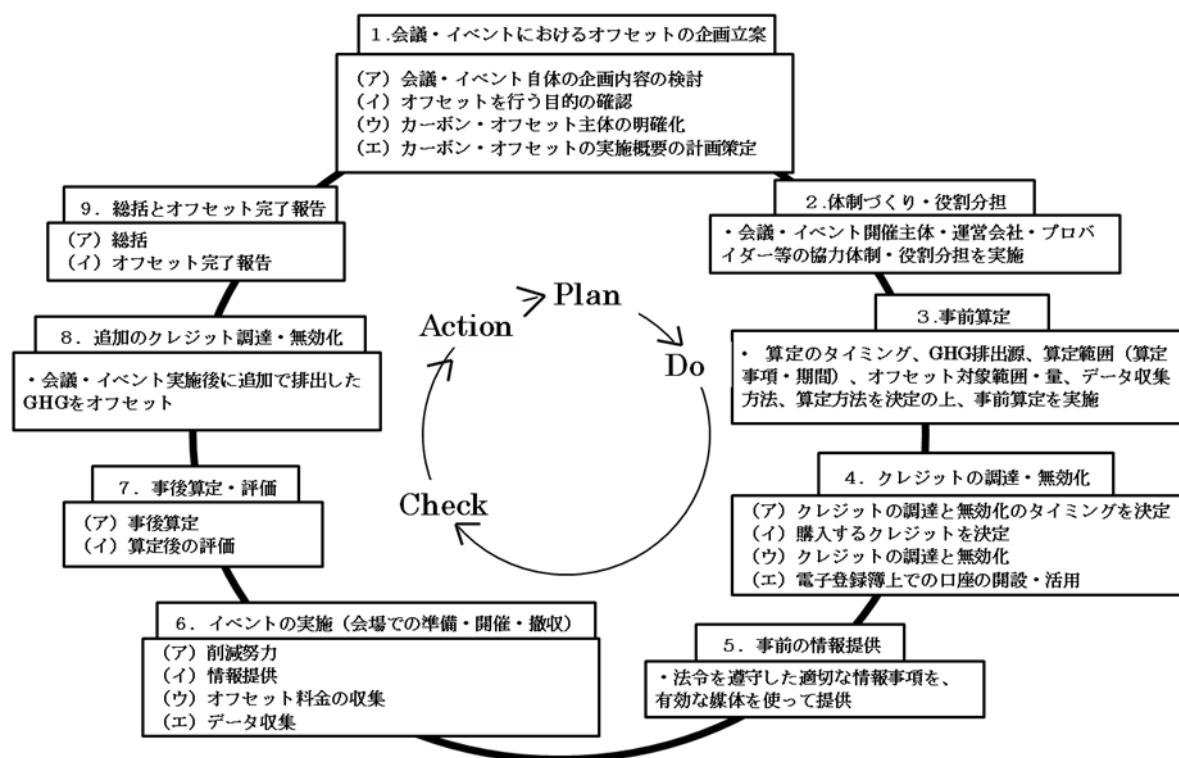 １.会議・イベントにおけるオフセットの企画立案
（ア）会議・イベント自体の企画内容の検討
（イ）オフセットを行う目的の確認
（ウ）カーボン・オフセット主体の明確化
（エ）カーボン・オフセットの実施概要の計画策定
２.体制づくり・役割分担
・会議・イベント開催主体・運営会社・プロバ
イダー等の協力体制・役割分担を実施
３.事前算定
・ 算定のタイミング、GHG排出源、算定範囲（算定
事項・期間）、オフセット対象範囲・量、データ収集
方法、算定方法を決定の上、事前算定を実施
４．クレジットの調達・無効化
（ア）クレジットの調達と無効化のタイミングを決定
（イ）購入するクレジットを決定
（ウ）クレジットの調達と無効化
（エ）電子登録簿上での口座の開設・活用
５．事前の情報提供
・法令を遵守した適切な情報事項を、
有効な媒体を使って提供
６．イベントの実施（会場での準備・開催・撤収）
（ア）削減努力
（イ）情報提供
（ウ）オフセット料金の収集
（エ）データ収集
７．事後算定・評価
（ア）事後算定
（イ）算定後の評価
８．追加のクレジット調達・無効化
・会議・イベント実施後に追加で排出した
GHGをオフセット
９．総括とオフセット完了報告
（ア）総括
（イ）オフセット完了報告
Plan
Do
Check
Action